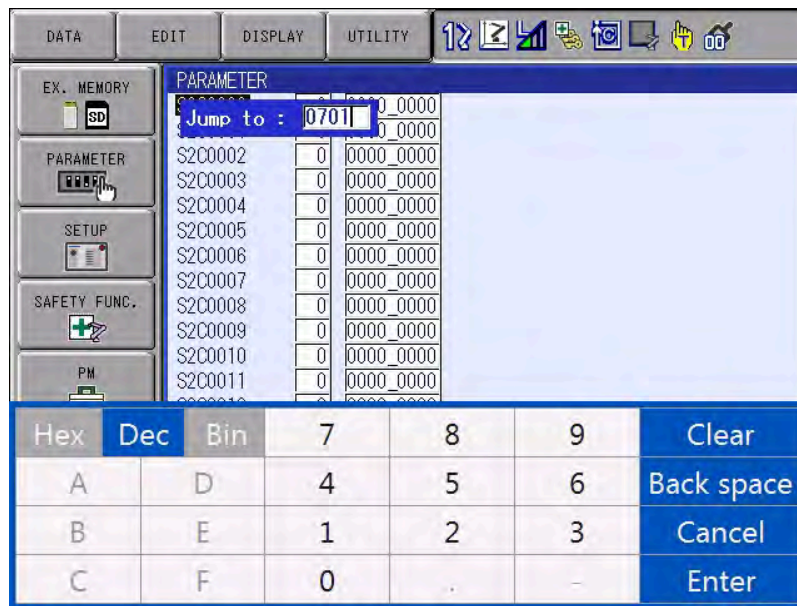 DATA EDIT DISPLAY UTILITY
EX. MEMORY
SD
PARAMETER
SETUP
SAFETY FUNC.
PM
PARAMETER
Jump to : 0701
S2C0002 0 0000_0000
S2C0003 0 0000_0000
S2C0004 0 0000_0000
S2C0005 0 0000_0000
S2C0006 0 0000_0000
S2C0007 0 0000_0000
S2C0008 0 0000_0000
S2C0009 0 0000_0000
S2C0010 0 0000_0000
S2C0011 0 0000_0000
Hex Dec Bin 7 8 9 Clear
A D 4 5 6 Back space
B E 1 2 3 Cancel
C F 0 . - Enter